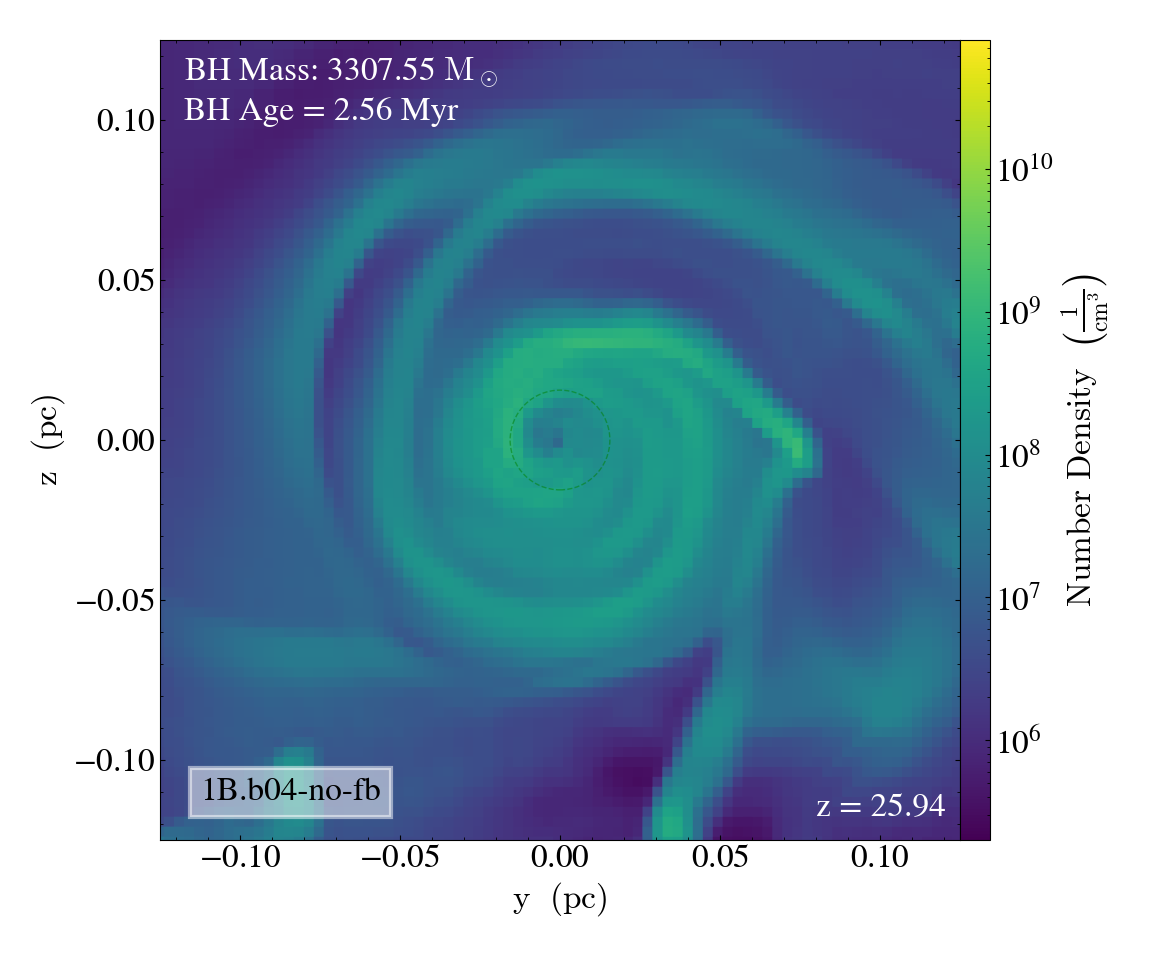 BH Mass: 3307.55 M☉
BH Age = 2.56 Myr
0.10
0.05
0.00
−0.05
−0.10
z (pc)
1B.b04-no-fb
z = 25.94
−0.10 −0.05 0.00 0.05 0.10
y (pc)
10¹⁰
10⁹
10⁸
10⁷
10⁶
Number Density (1/cm³)